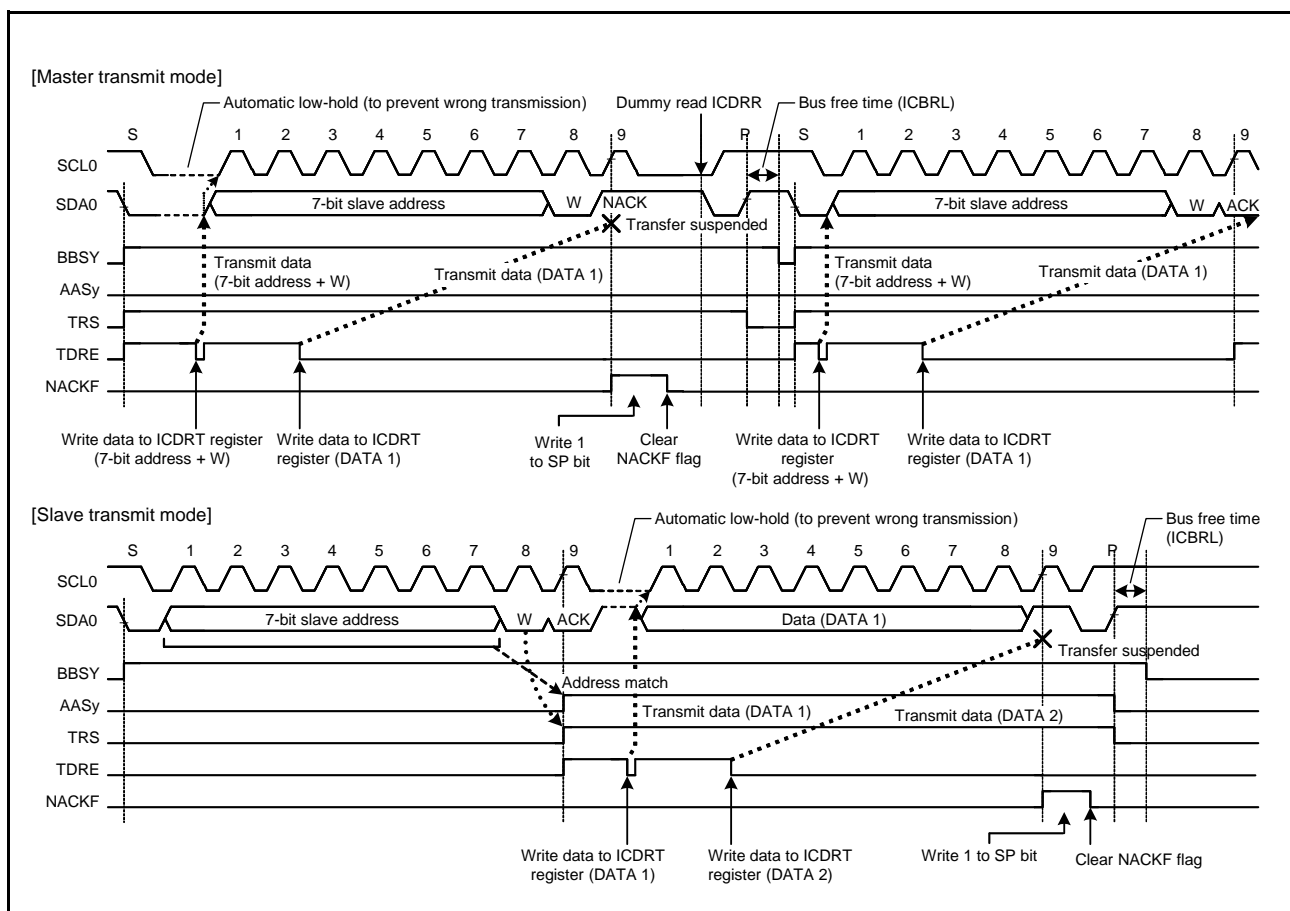 [Master transmit mode]
Automatic low-hold (to prevent wrong transmission)
Dummy read ICDRR
Bus free time (ICBRL)
S 1 2 3 4 5 6 7 8 9 P S 1 2 3 4 5 6 7 8 9
SCL0
SDA0 7-bit slave address W NACK 7-bit slave address W ACK
Transfer suspended
BBSY
Transmit data
(7-bit address + W)
Transmit data (DATA 1)
Transmit data
(7-bit address + W)
Transmit data (DATA 1)
AASy
TRS
TDRE
NACKF
Write data to ICDRT register
(7-bit address + W)
Write data to ICDRT
register (DATA 1)
Write 1
to SP bit
Clear
NACKF flag
Write data to ICDRT
register
(7-bit address + W)
Write data to ICDRT
register (DATA 1)
[Slave transmit mode]
Automatic low-hold (to prevent wrong transmission)
Bus free time
(ICBRL)
S 1 2 3 4 5 6 7 8 9 1 2 3 4 5 6 7 8 9 P
SCL0
SDA0 7-bit slave address W ACK Data (DATA 1)
Transfer suspended
BBSY
Address match
AASy
Transmit data (DATA 1)
Transmit data (DATA 2)
TRS
TDRE
NACKF
Write data to ICDRT
register (DATA 1)
Write data to ICDRT
register (DATA 2)
Write 1 to SP bit
Clear NACKF flag